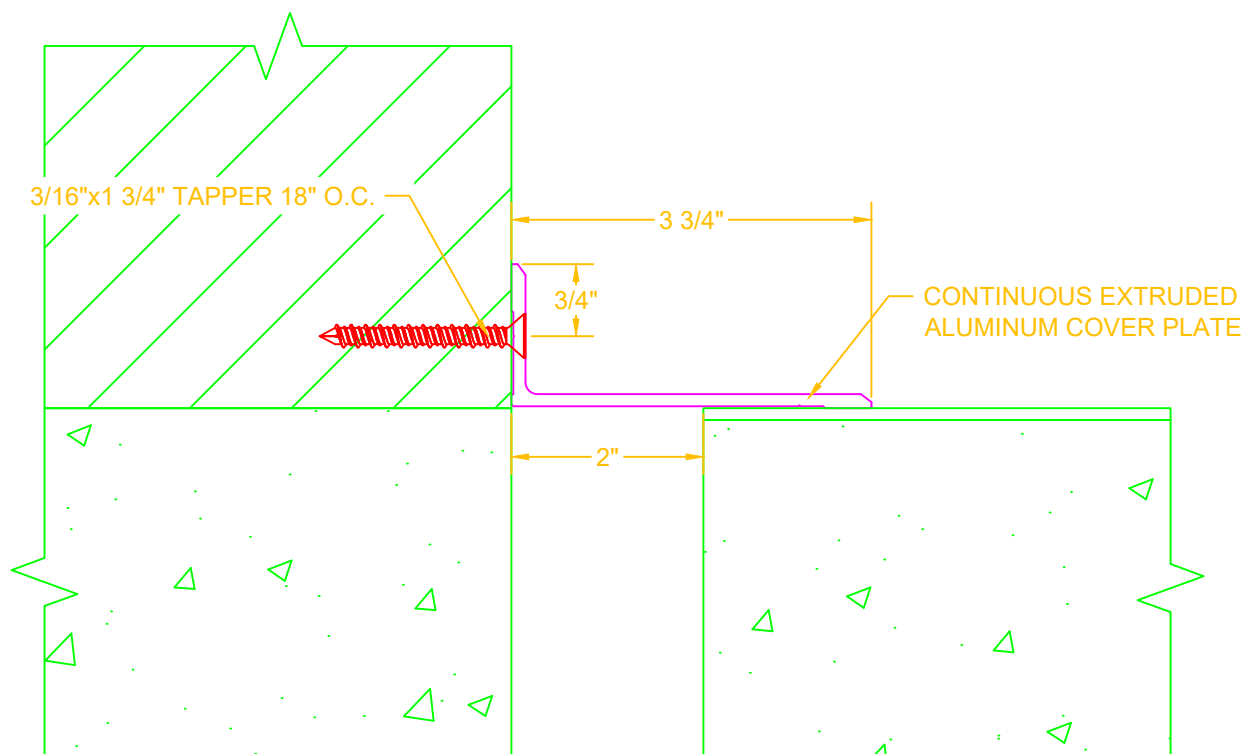 3/16"x1 3/4" TAPPER 18" O.C.
3 3/4"
3/4"
CONTINUOUS EXTRUDED
ALUMINUM COVER PLATE
2"